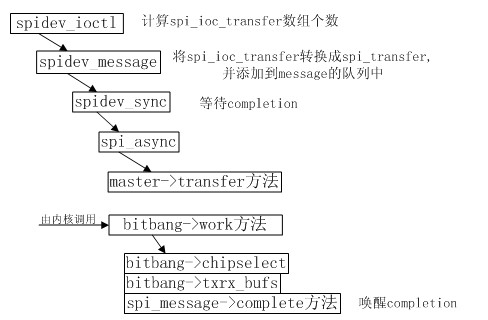 spidev_ioctl 计算spi_ioc_transfer数组个数
spidev_message 将spi_ioc_transfer转换成spi_transfer,
并添加到message的队列中
spidev_sync 等待completion
spi_async
master->transfer方法
由内核调用 bitbang->work方法
bitbang->chipselect
bitbang->txrx_bufs
spi_message->complete方法 唤醒completion